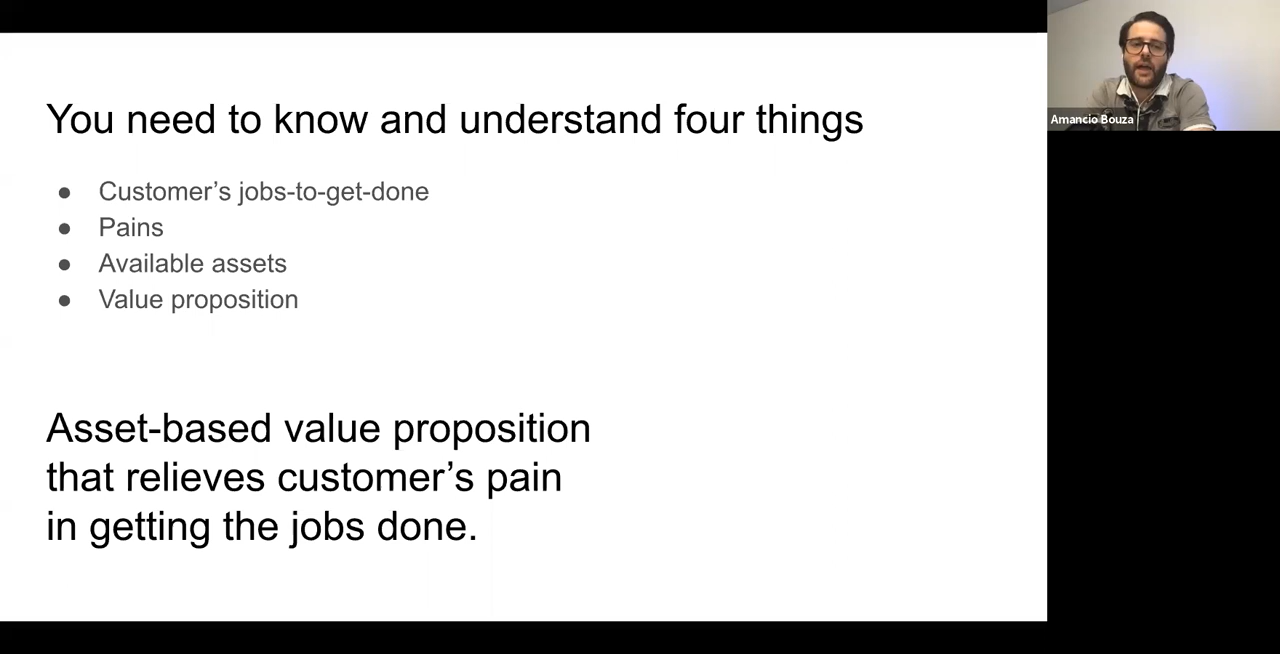 You need to know and understand four things
● Customer’s jobs-to-get-done
● Pains
● Available assets
● Value proposition
Asset-based value proposition
that relieves customer’s pain
in getting the jobs done.
Amancio Bouza